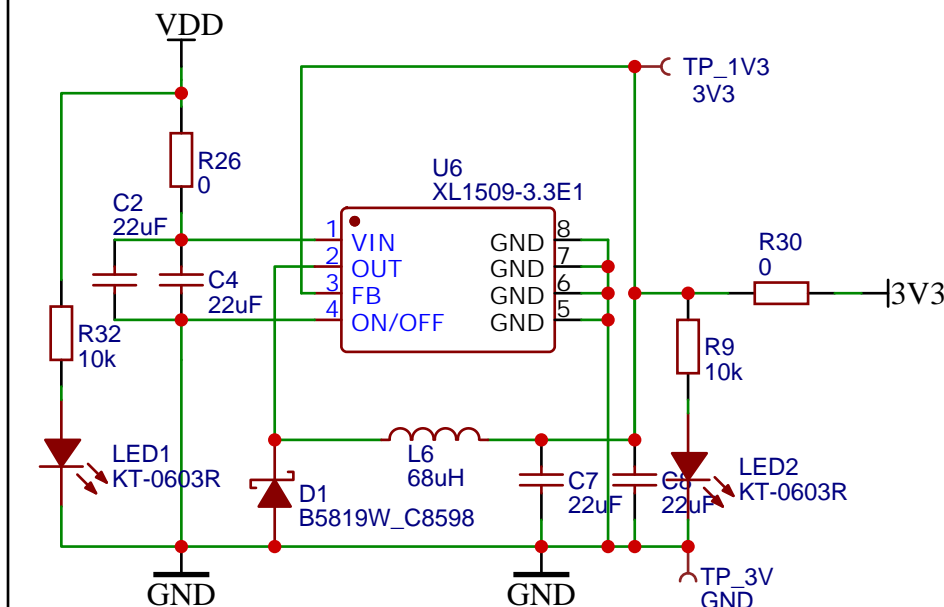 VDD
TP_1V3
3V3
R26
0
U6
XL1509-3.3E1
C2
22uF
1
VIN
GND
8
2
OUT
GND
7
3
FB
GND
6
4
ON/OFF
GND
5
C4
22uF
R30
0
3V3
R32
10k
R9
10k
LED1
KT-0603R
L6
68uH
D1
B5819W_C8598
C7
22uF
C8
22uF
LED2
KT-0603R
GND
GND
TP_3V
GND